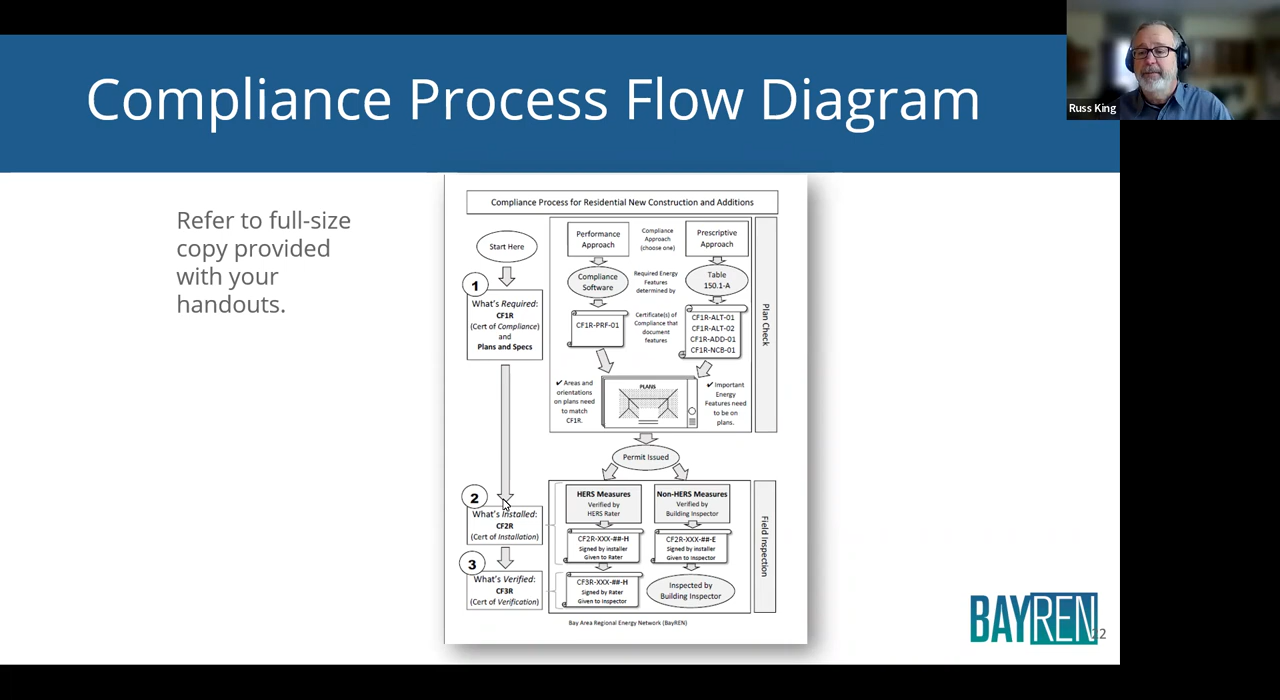 Compliance Process Flow Diagram
Russ King
Refer to full-size
copy provided
with your
handouts.
Compliance Process for Residential New Construction and Additions
Start Here
1
What's Required:
CF1R
(Cert of Compliance)
and
Plans and Specs
Performance
Approach
Compliance
Approach
(choose one)
Prescriptive
Approach
Compliance
Software
Required Energy
Features
determined by
Table
150.1-A
CF1R-PRF-01
Certificate(s) of
Compliance that
document
features
CF1R-ALT-01
CF1R-ALT-02
CF1R-ADD-01
CF1R-NCB-01
✔ Areas and
orientations
on plans need
to match
CF1R.
PLANS
✔ Important
Energy
Features need
to be on
plans.
Plan Check
Permit Issued
2
What's Installed:
CF2R
(Cert of Installation)
3
What's Verified:
CF3R
(Cert of Verification)
HERS Measures
Verified by
HERS Rater
Non-HERS Measures
Verified by
Building Inspector
CF2R-XXX-##-H
Signed by installer
Given to Rater
CF2R-XXX-##-E
Signed by installer
Given to Inspector
CF3R-XXX-##-H
Signed by Rater
Given to Inspector
Inspected by
Building Inspector
Field Inspection
Bay Area Regional Energy Network (BayREN)
BAYREN
22